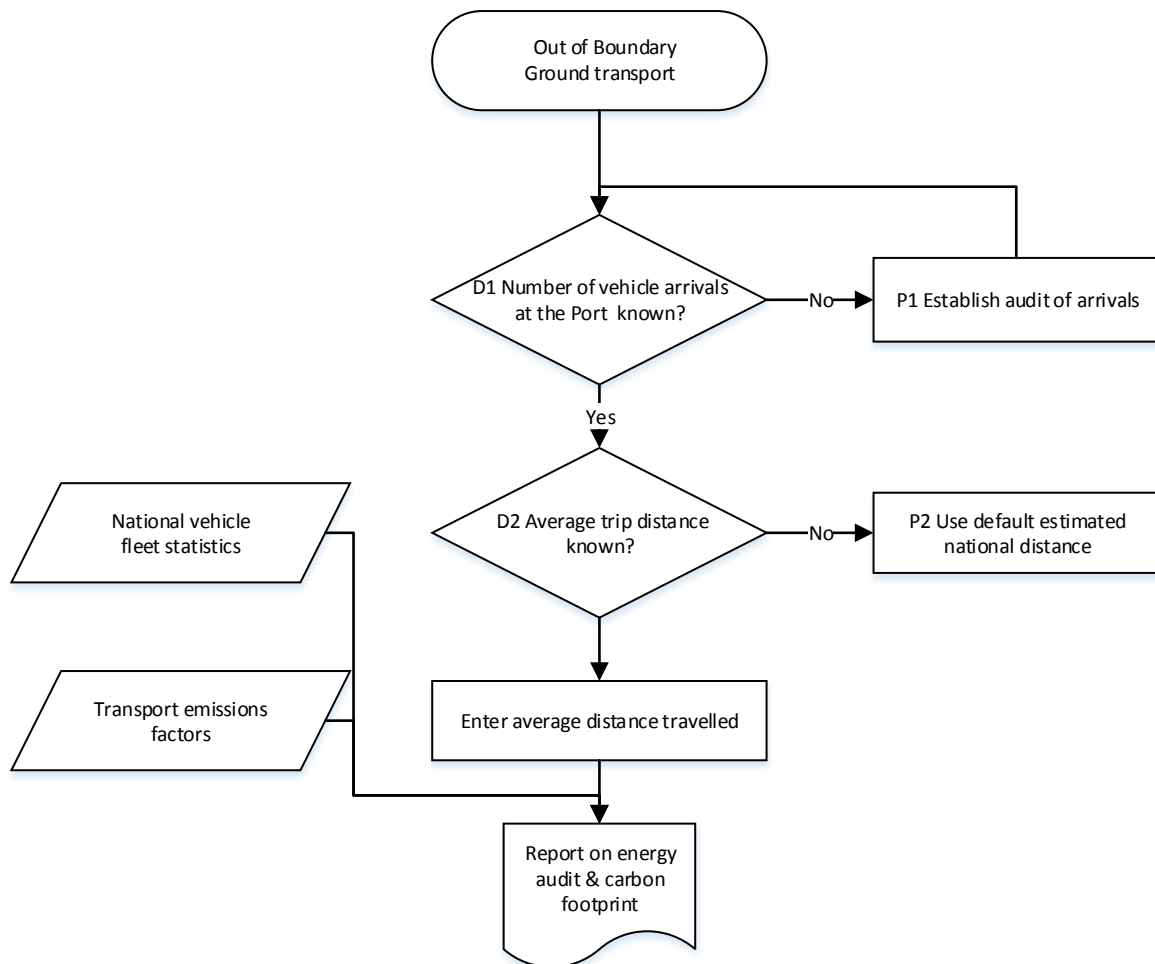 Out of Boundary
Ground transport
D1 Number of vehicle arrivals
at the Port known?
No
P1 Establish audit of arrivals
Yes
National vehicle
fleet statistics
D2 Average trip distance
known?
No
P2 Use default estimated
national distance
Transport emissions
factors
Enter average distance travelled
Report on energy
audit & carbon
footprint